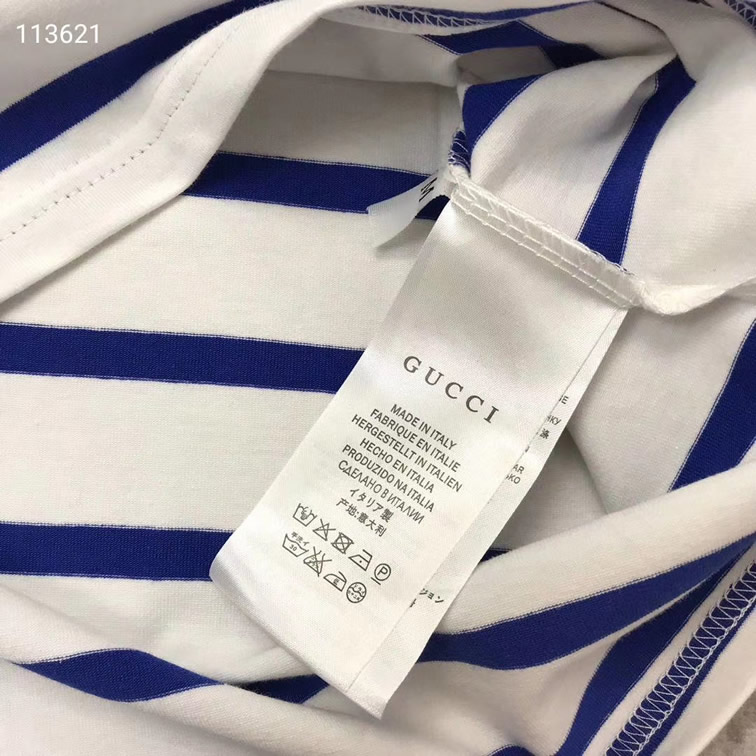 113621
M
GUCCI
MADE IN ITALY
FABRIQUE EN ITALIE
HERGESTELLT IN ITALIEN
HECHO EN ITALIA
PRODUZIDO NA ITALIA
СДЕЛАНО В ИТАЛИИ
イタリア製
产地:意大利